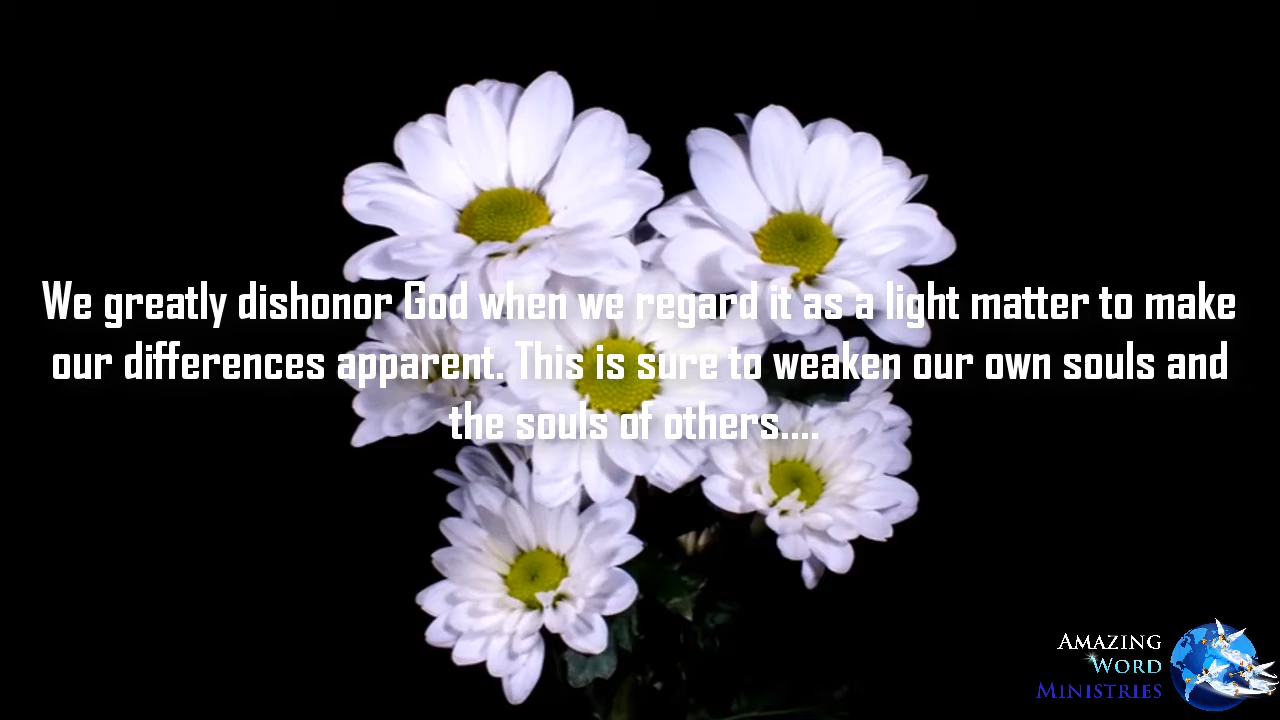 We greatly dishonor God when we regard it as a light matter to make
our differences apparent. This is sure to weaken our own souls and
the souls of others....
AMAZING
WORD
MINISTRIES